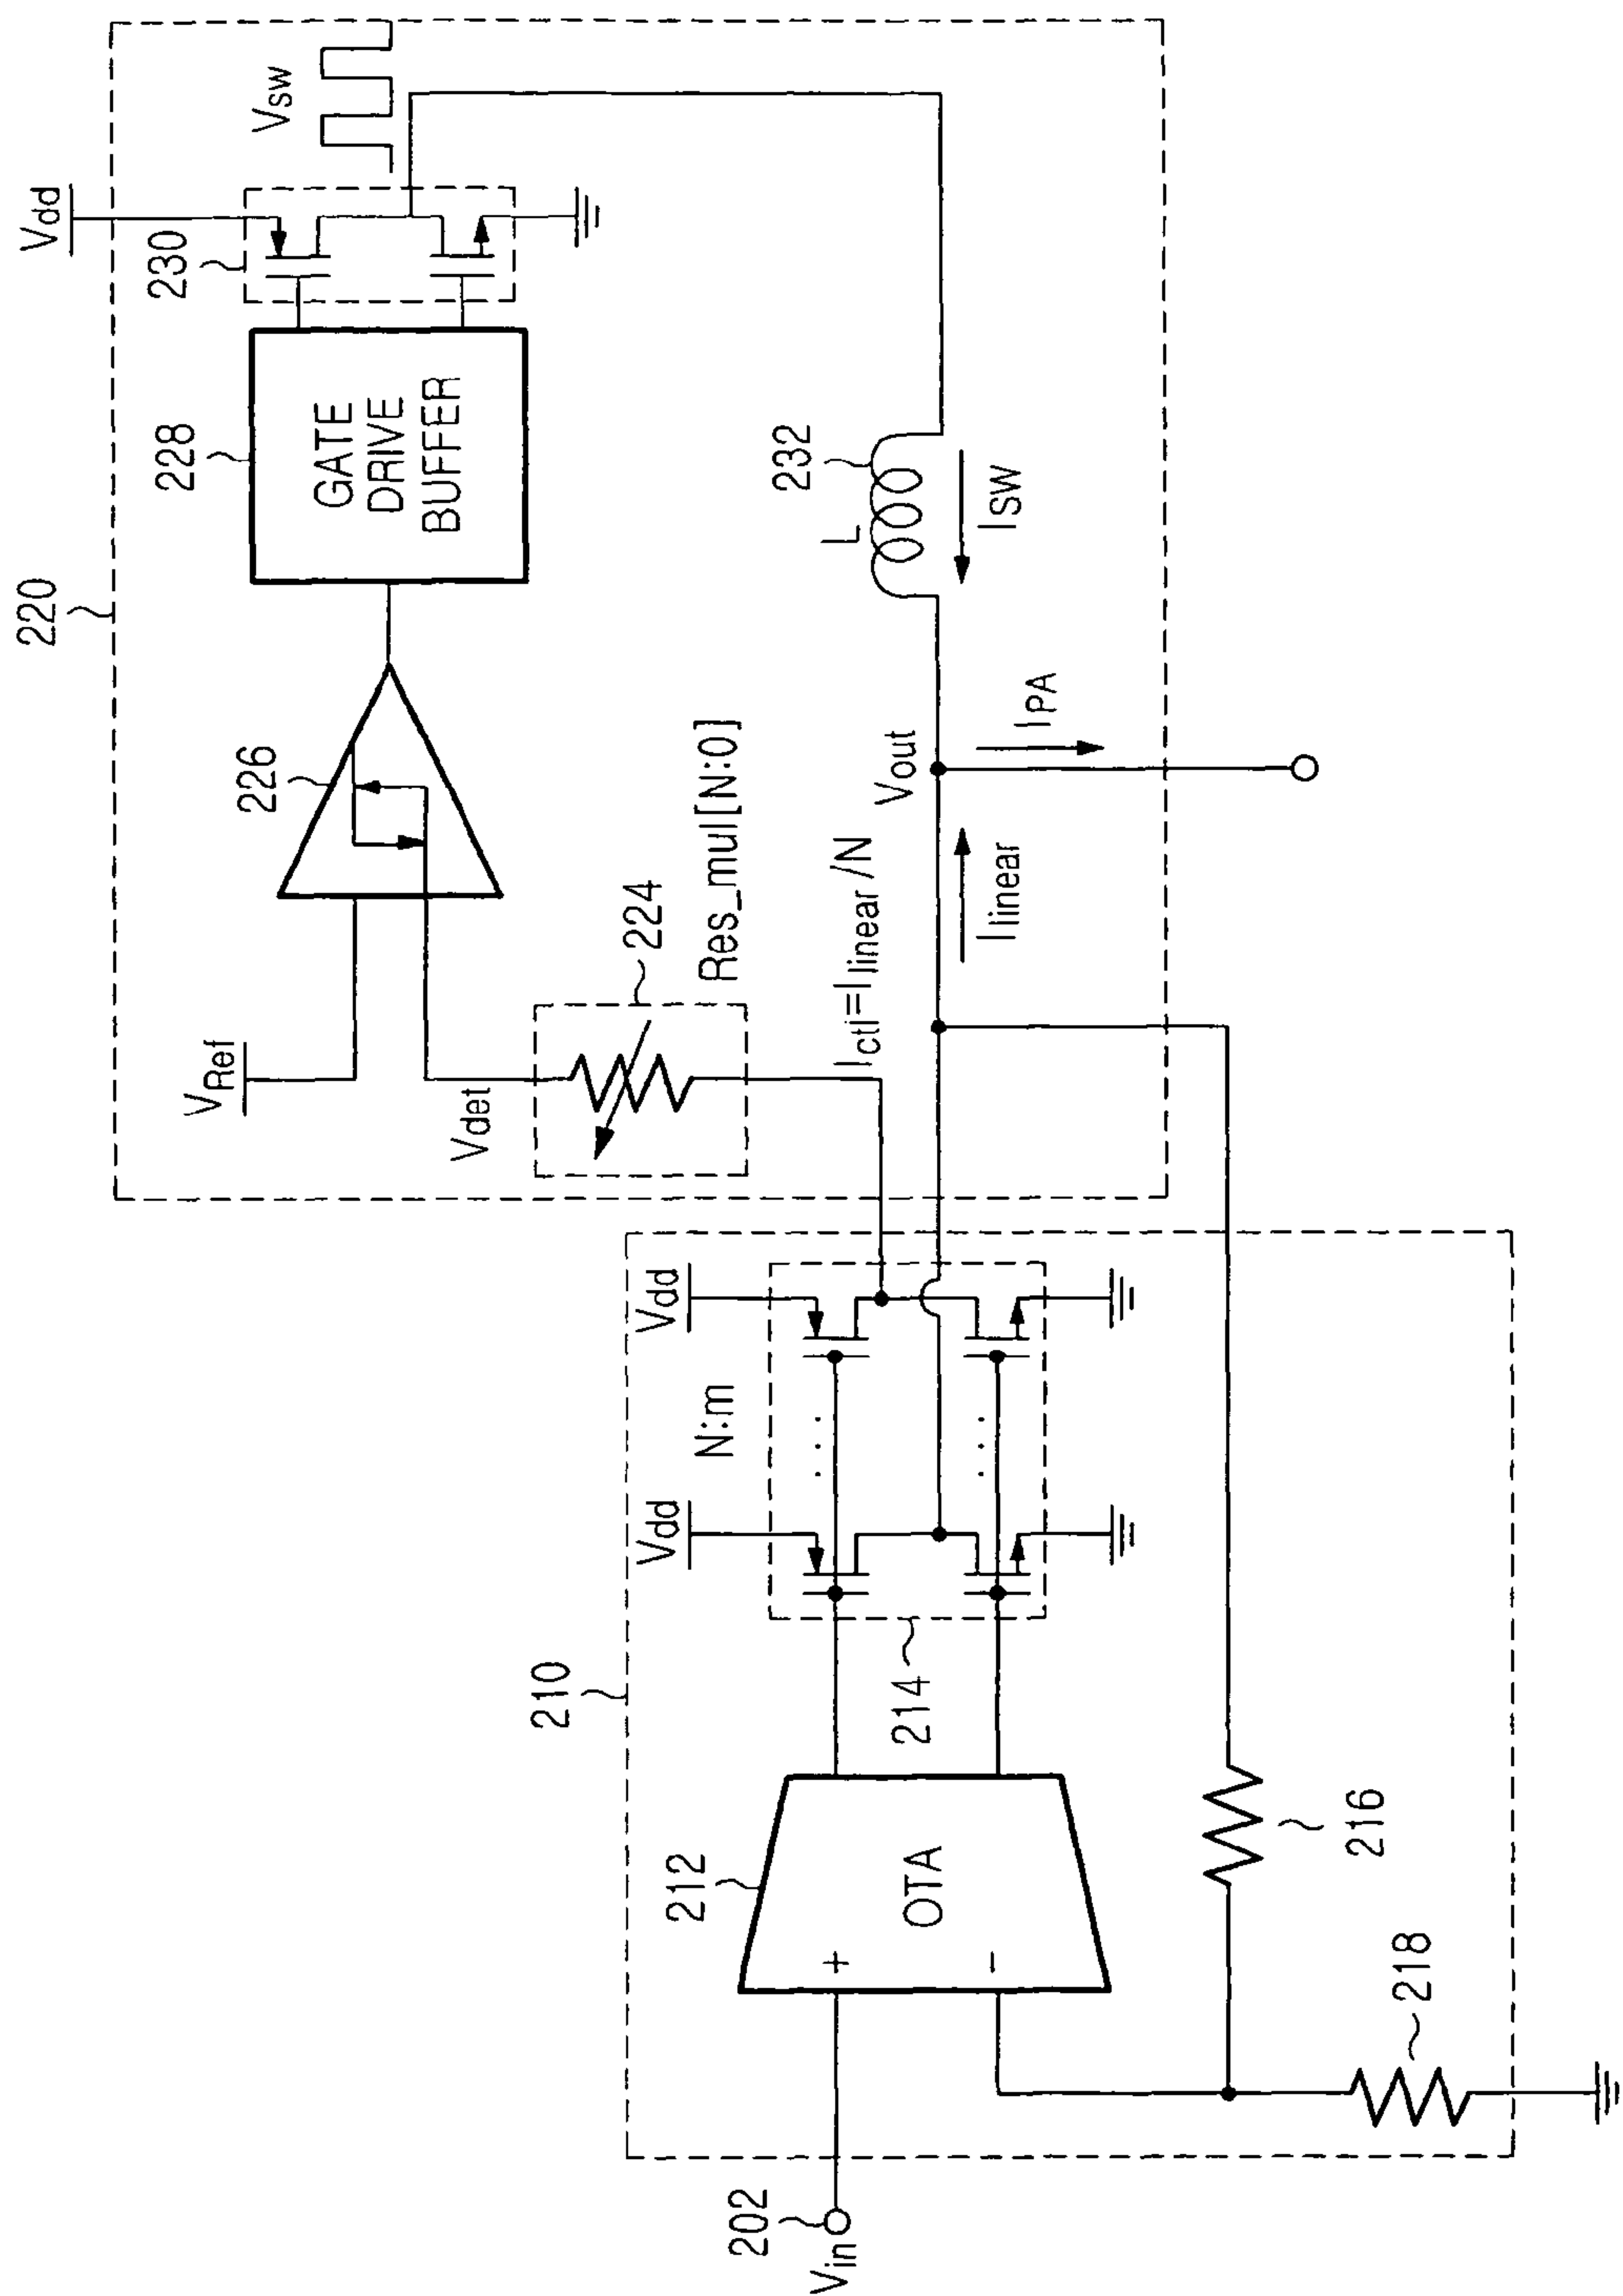 220
Vdd
230
VSW
228
GATE
DRIVE
BUFFER
226
VRef
Vdet
224
Res_mul[N:0]
232
L
ISW
Ictl=Ilinear/N
Vout
Ilinear
IPA
210
N:m
Vdd
Vdd
212
OTA
+
-
214
202
Vin
216
218